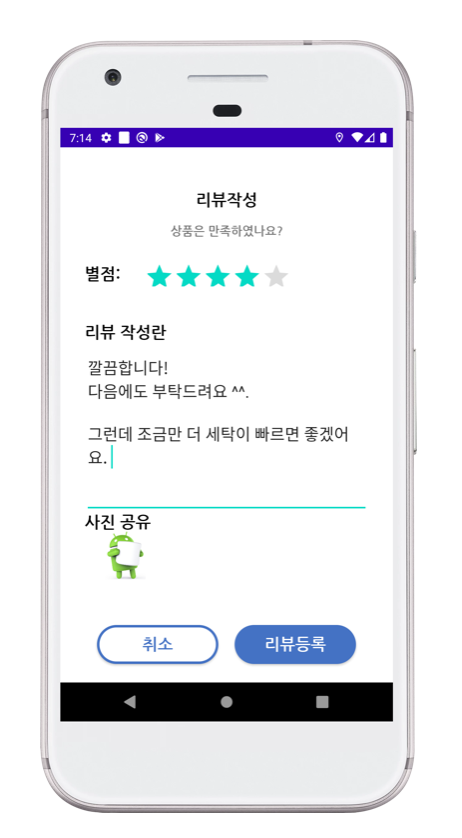 7:14
리뷰작성
상품은 만족하였나요?
별점:
리뷰 작성란
깔끔합니다!
다음에도 부탁드려요 ^^.
그런데 조금만 더 세탁이 빠르면 좋겠어
요.
사진 공유
취소
리뷰등록